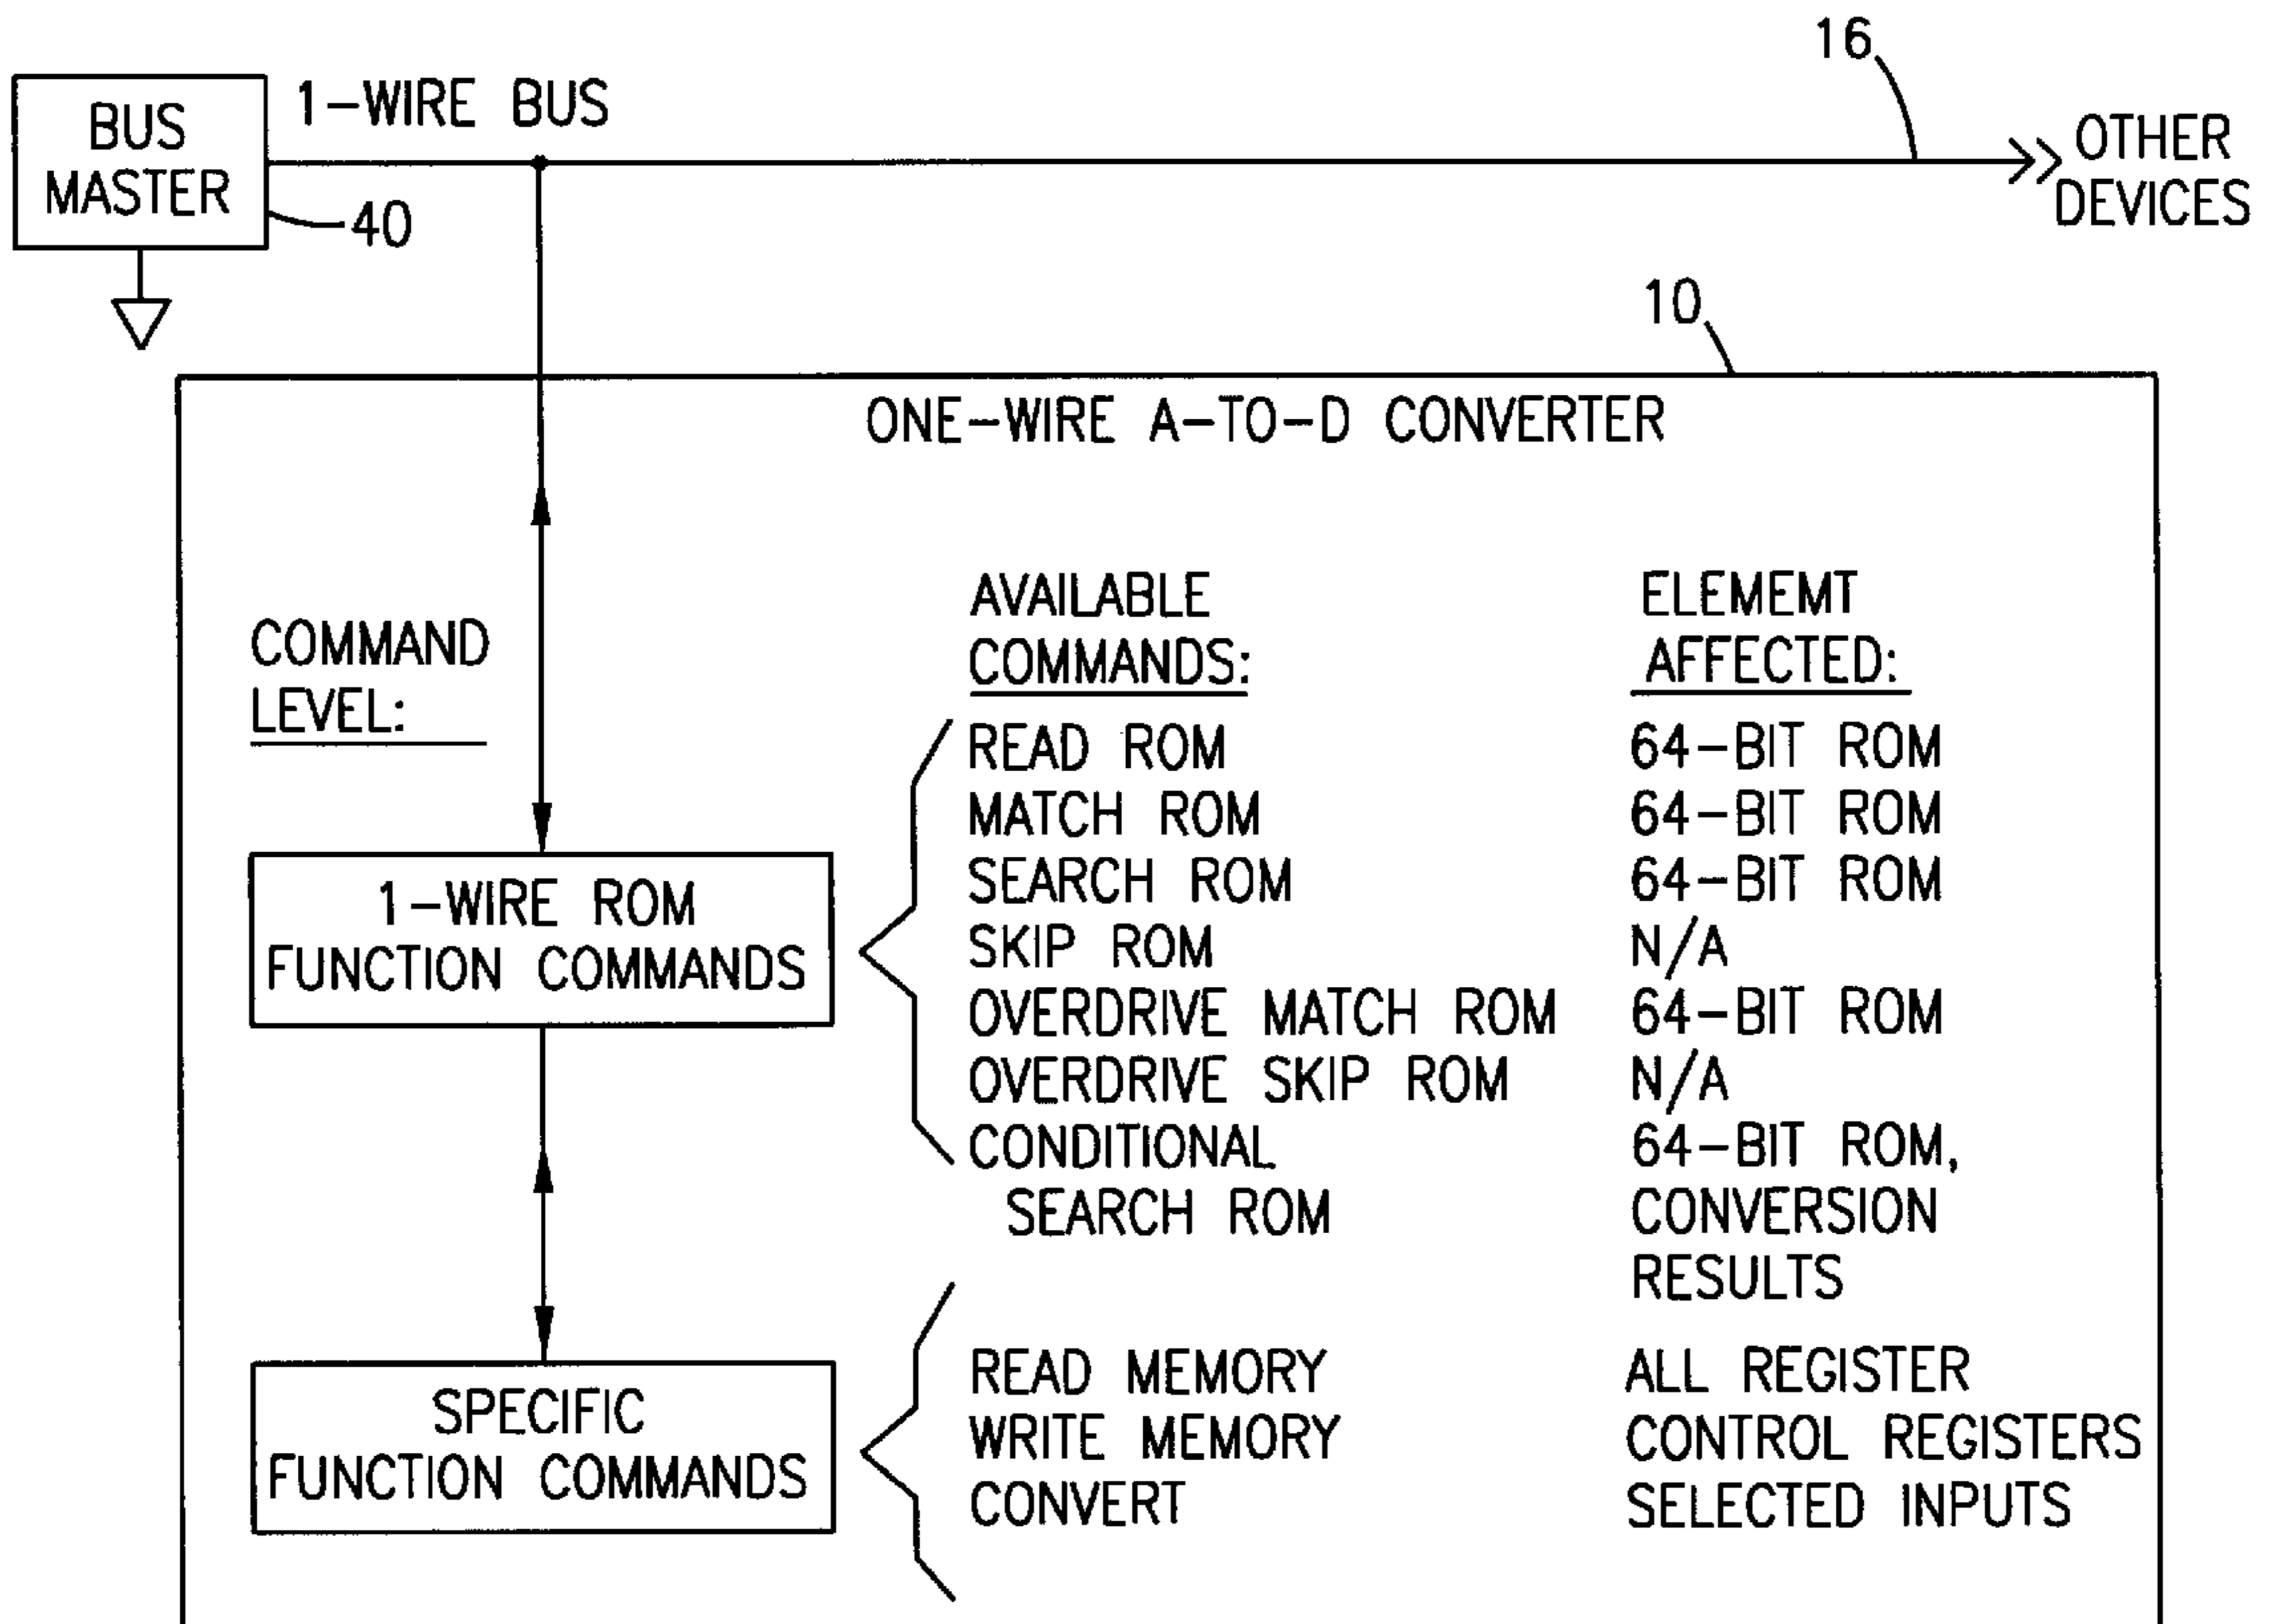 16
1-WIRE BUS
BUS
MASTER
40
OTHER
DEVICES
10
ONE-WIRE A-TO-D CONVERTER
COMMAND
LEVEL:
AVAILABLE
COMMANDS:
ELEMEMT
AFFECTED:
READ ROM 64-BIT ROM
MATCH ROM 64-BIT ROM
SEARCH ROM 64-BIT ROM
SKIP ROM N/A
OVERDRIVE MATCH ROM 64-BIT ROM
OVERDRIVE SKIP ROM N/A
CONDITIONAL 64-BIT ROM,
SEARCH ROM CONVERSION
RESULTS
1-WIRE ROM
FUNCTION COMMANDS
READ MEMORY ALL REGISTER
WRITE MEMORY CONTROL REGISTERS
CONVERT SELECTED INPUTS
SPECIFIC
FUNCTION COMMANDS